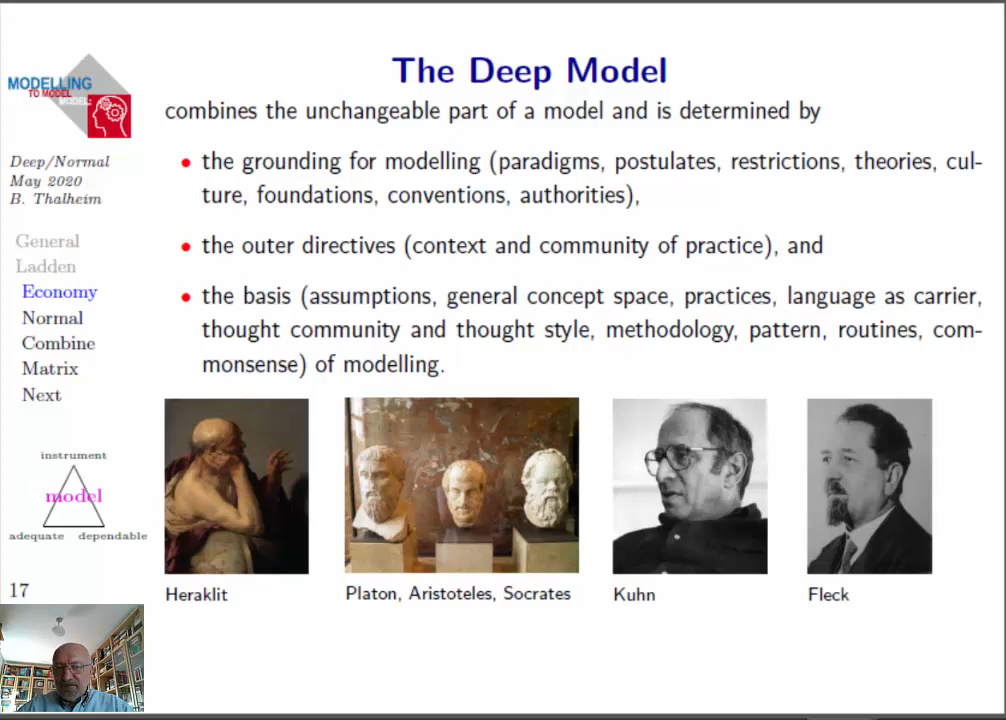 The Deep Model
MODELLING
TO MODEL
MODEL:
combines the unchangeable part of a model and is determined by
Deep/Normal
May 2020
B. Thalheim
• the grounding for modelling (paradigms, postulates, restrictions, theories, cul-
ture, foundations, conventions, authorities),
• the outer directives (context and community of practice), and
• the basis (assumptions, general concept space, practices, language as carrier,
thought community and thought style, methodology, pattern, routines, com-
monsense) of modelling.
General
Ladden
Economy
Normal
Combine
Matrix
Next
instrument
model
adequate dependable
17
Heraklit
Platon, Aristoteles, Socrates
Kuhn
Fleck